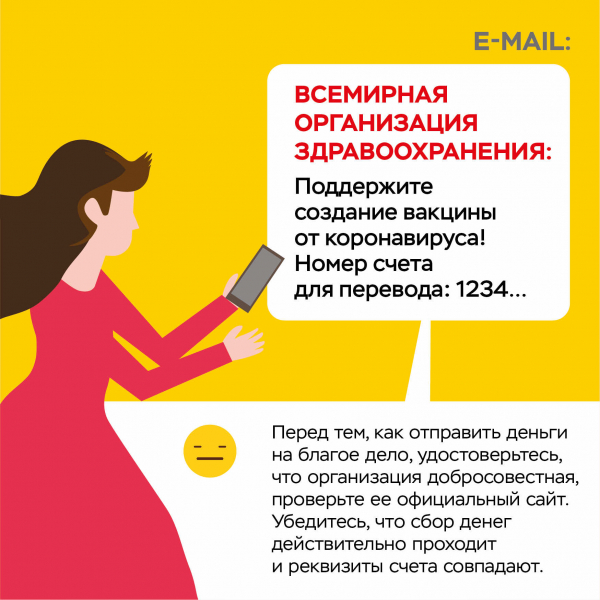 E-MAIL:
ВСЕМИРНАЯ
ОРГАНИЗАЦИЯ
ЗДРАВООХРАНЕНИЯ:
Поддержите
создание вакцины
от коронавируса!
Номер счета
для перевода: 1234...
Перед тем, как отправить деньги
на благое дело, удостоверьтесь,
что организация добросовестная,
проверьте ее официальный сайт.
Убедитесь, что сбор денег
действительно проходит
и реквизиты счета совпадают.